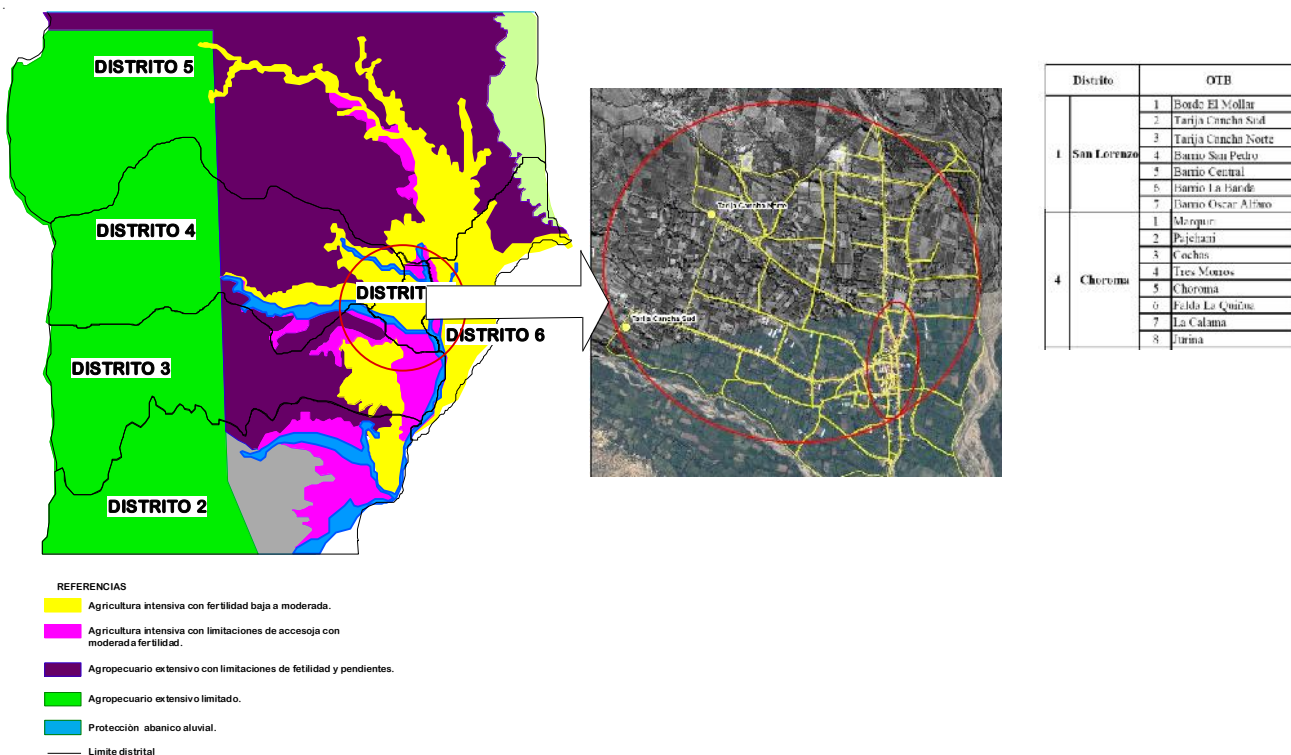 DISTRITO 5
DISTRITO 4
DISTRIT
DISTRITO 6
DISTRITO 3
DISTRITO 2
Tarija Cancha Norte
Tarija Cancha Sud
Distrito OTB
1 San Lorenzo
1 Borde El Mollar
2 Tarija Cancha Sud
3 Tarija Cancha Norte
4 Barrio San Pedro
5 Barrio Central
6 Barrio La Banda
7 Barrio Oscar Alfaro
4 Choroma
1 Marquiri
2 Pajchani
3 Cochas
4 Tres Morros
5 Choroma
6 Falda La Quiñua
7 La Calama
8 Jurina
REFERENCIAS
Agricultura intensiva con fertilidad baja a moderada.
Agricultura intensiva con limitaciones de accesoja con
moderada fertilidad.
Agropecuario extensivo con limitaciones de fetilidad y pendientes.
Agropecuario extensivo limitado.
Protecciòn abanico aluvial.
Limite distrital